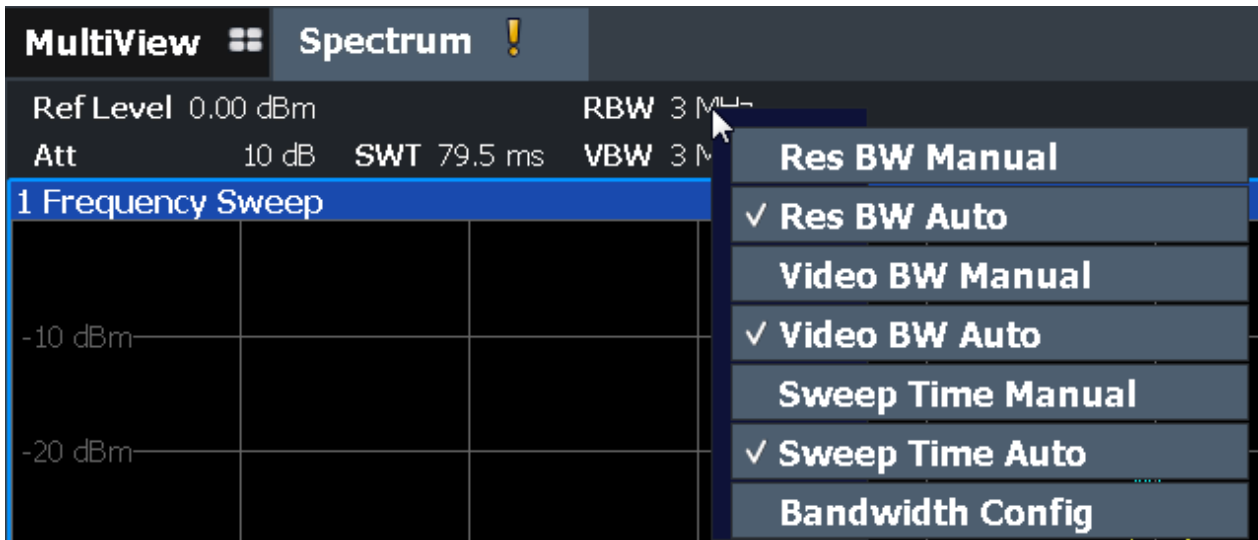 MultiView Spectrum !
Ref Level 0.00 dBm RBW 3 MHz
Att 10 dB SWT 79.5 ms VBW 3 M
1 Frequency Sweep
-10 dBm
-20 dBm
Res BW Manual
✓ Res BW Auto
Video BW Manual
✓ Video BW Auto
Sweep Time Manual
✓ Sweep Time Auto
Bandwidth Config